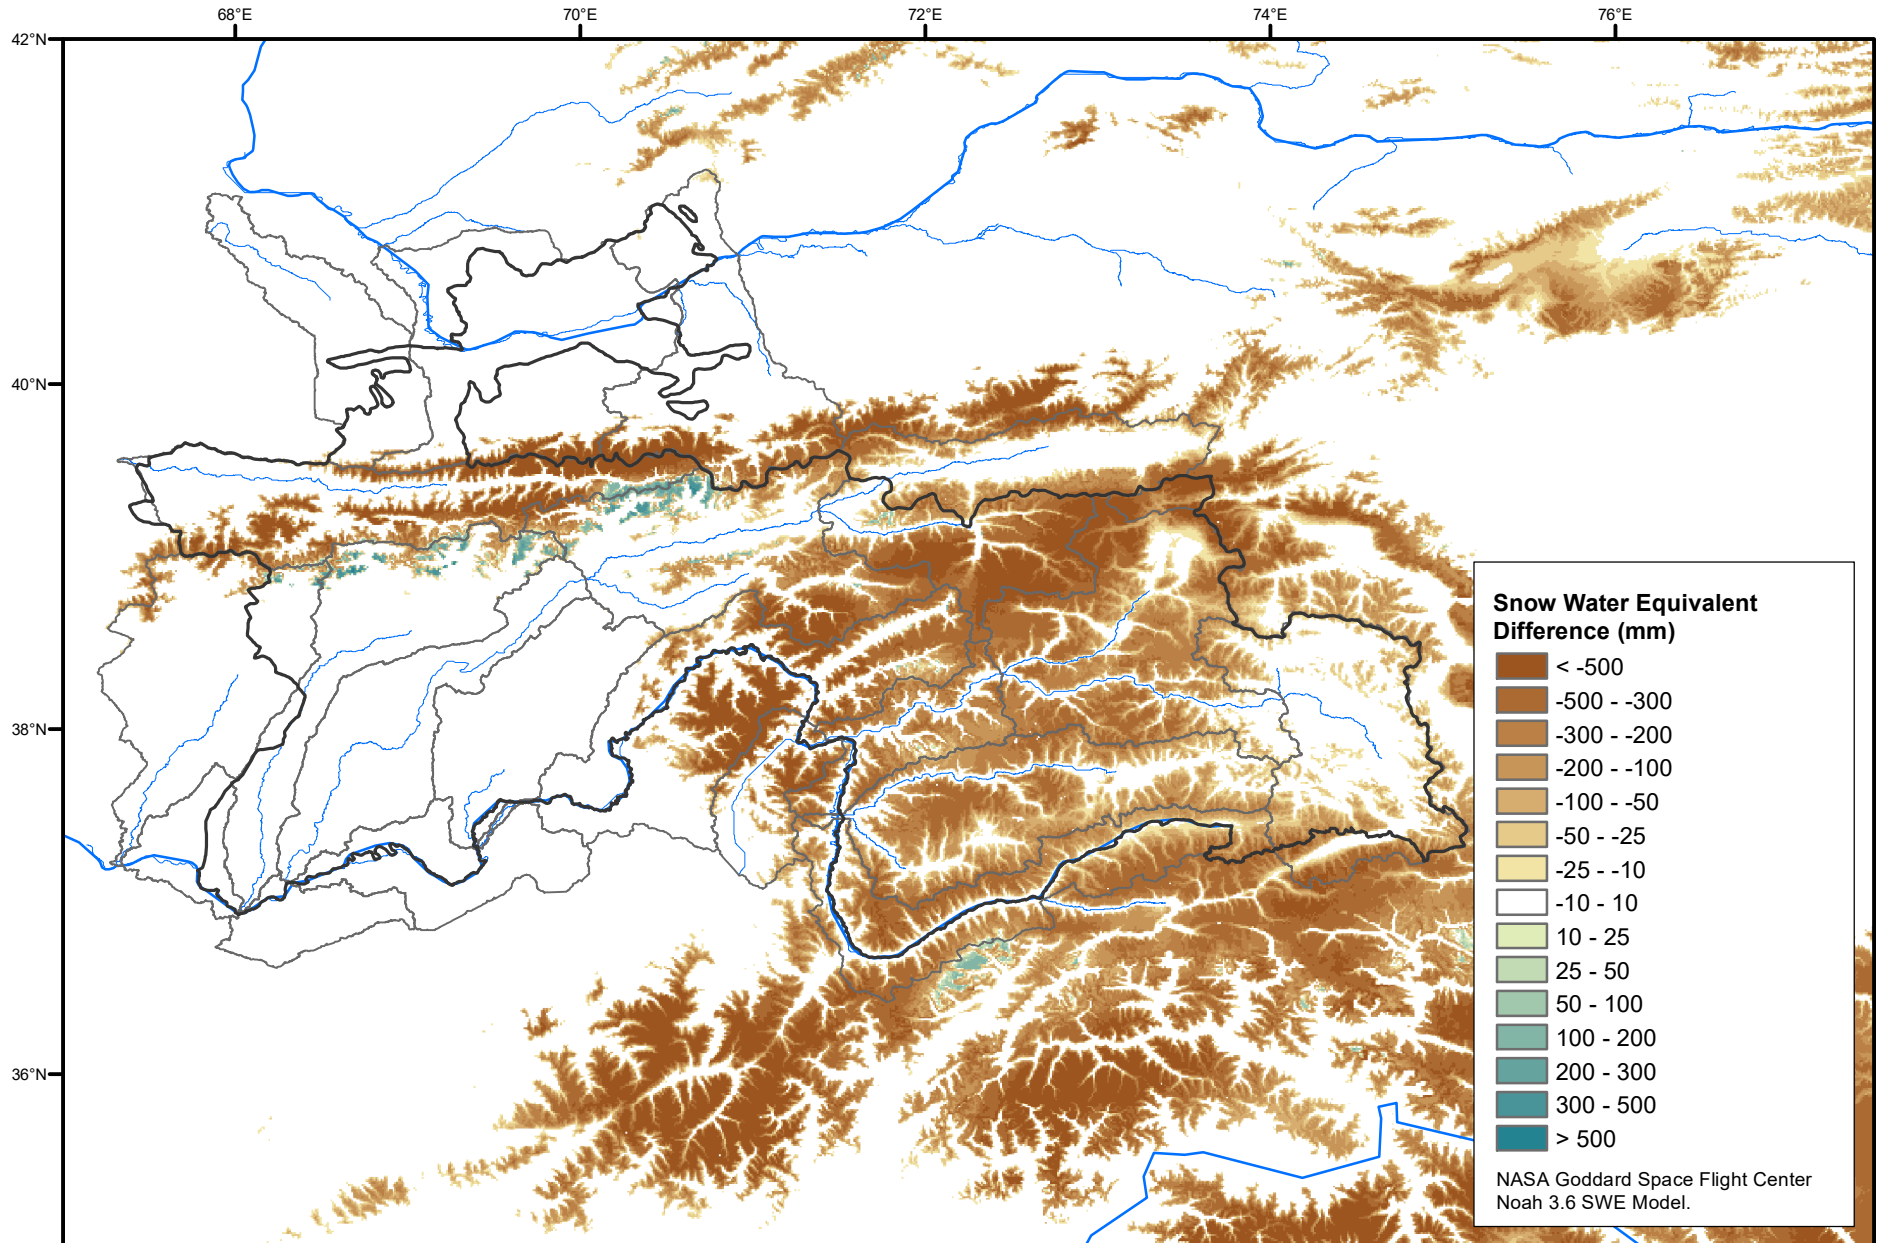 68°E
70°E
72°E
74°E
76°E
42°N
40°N
38°N
36°N
Snow Water Equivalent
Difference (mm)
< -500
-500 - -300
-300 - -200
-200 - -100
-100 - -50
-50 - -25
-25 - -10
-10 - 10
10 - 25
25 - 50
50 - 100
100 - 200
200 - 300
300 - 500
> 500
NASA Goddard Space Flight Center
Noah 3.6 SWE Model.